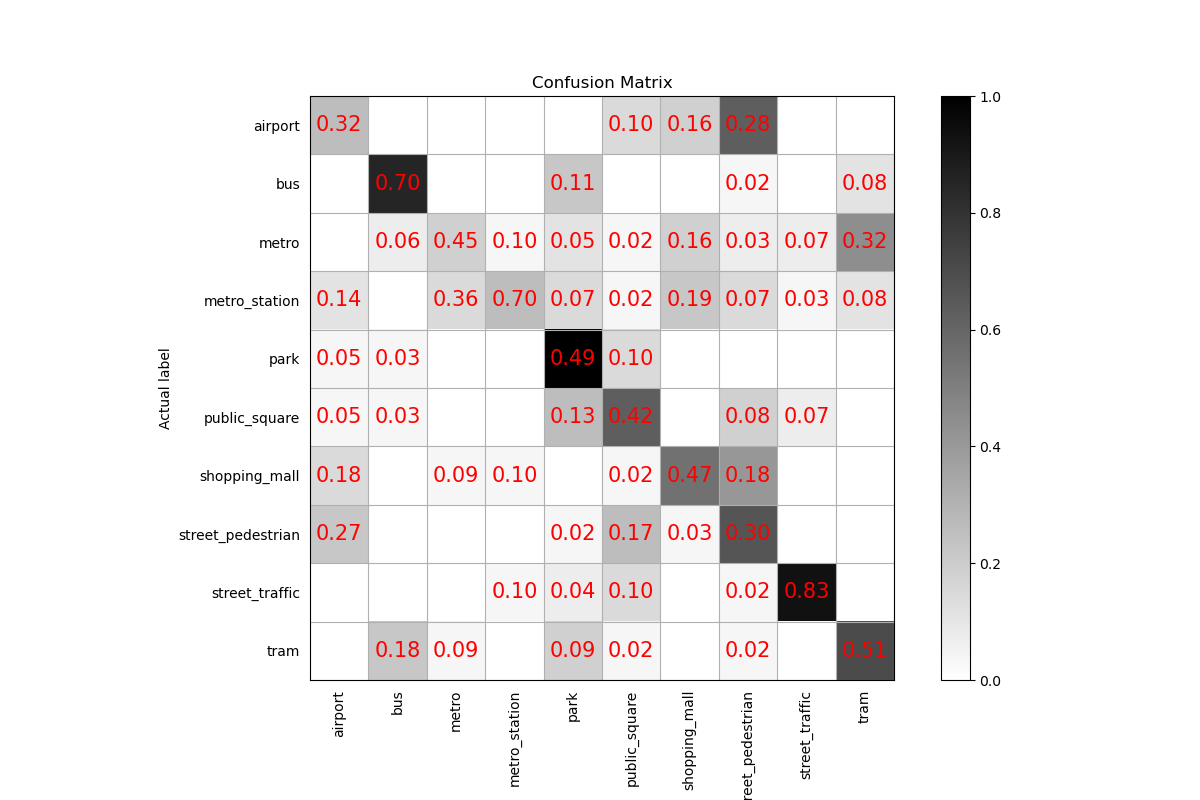 Confusion Matrix
airport 0.32 0.10 0.16 0.28
bus 0.70 0.11 0.02 0.08
metro 0.06 0.45 0.10 0.05 0.02 0.16 0.03 0.07 0.32
metro_station 0.14 0.36 0.70 0.07 0.02 0.19 0.07 0.03 0.08
park 0.05 0.03 0.49 0.10
public_square 0.05 0.03 0.13 0.42 0.08 0.07
shopping_mall 0.18 0.09 0.10 0.02 0.47 0.18
street_pedestrian 0.27 0.02 0.17 0.03 0.30
street_traffic 0.10 0.04 0.10 0.02 0.83
tram 0.18 0.09 0.09 0.02 0.02 0.51
Actual label
airport
bus
metro
metro_station
park
public_square
shopping_mall
reet_pedestrian
street_traffic
tram
1.0
0.8
0.6
0.4
0.2
0.0